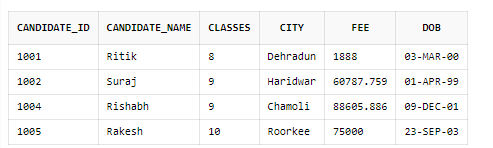 CANDIDATE_ID CANDIDATE_NAME CLASSES CITY FEE DOB
1001 Ritik 8 Dehradun 1888 03-MAR-00
1002 Suraj 9 Haridwar 60787.759 01-APR-99
1004 Rishabh 9 Chamoli 88605.886 09-DEC-01
1005 Rakesh 10 Roorkee 75000 23-SEP-03